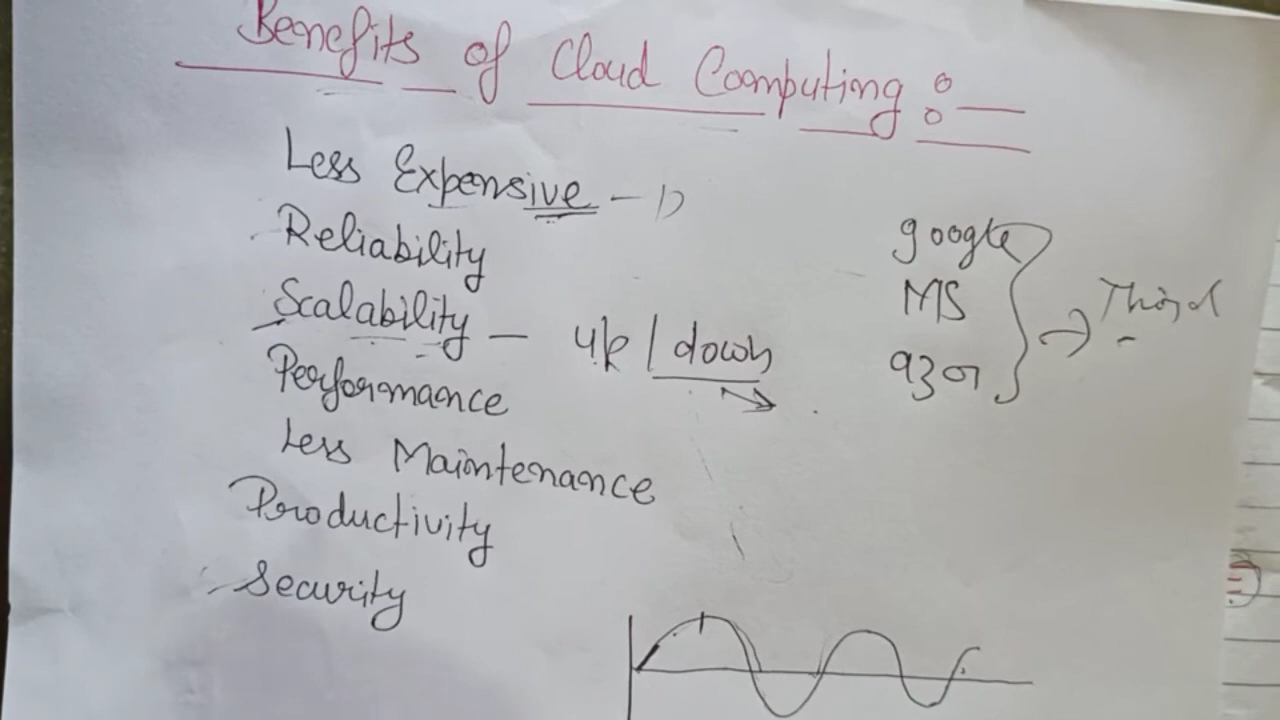 Benefits of Cloud Computing :—
Less Expensive –
Reliability
Scalability — up / down
Performance
Less Maintenance
Productivity
Security
google
MS
Third